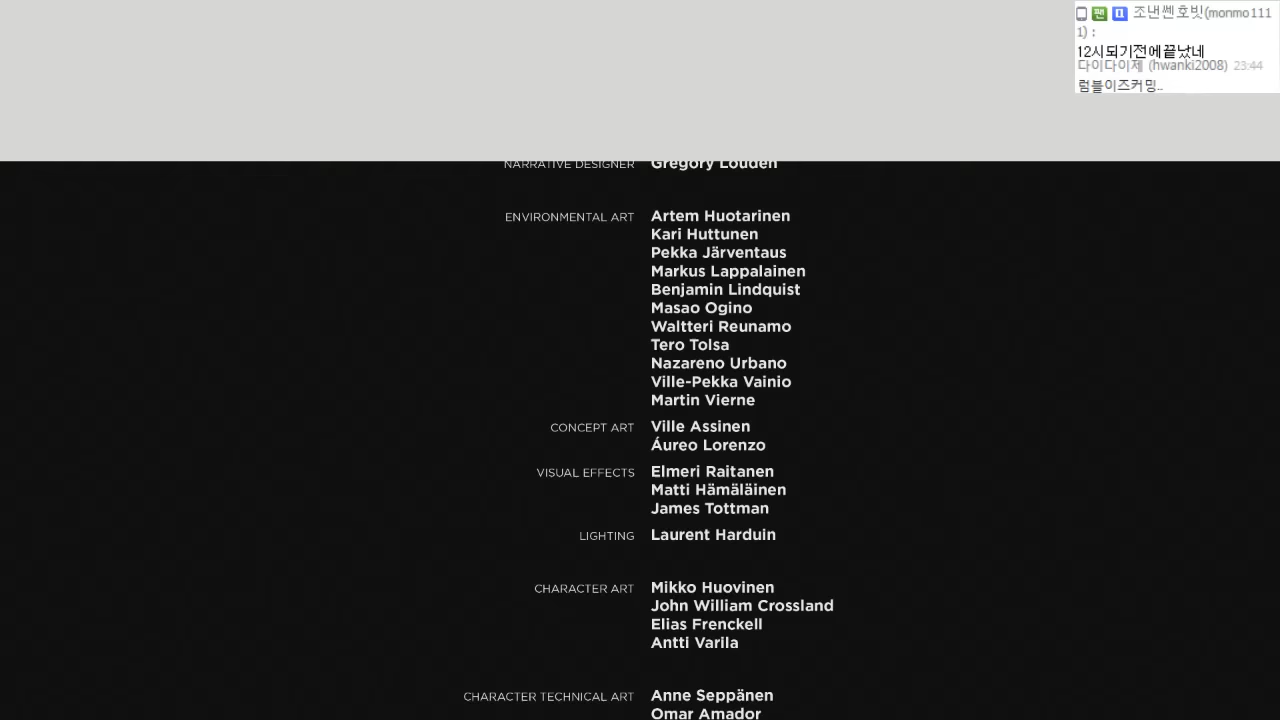 팬 조낸쎈호빗(monmo111
1) :
12시되기전에끝났네
다이다이제 (hwanki2008) 23:44
럼블이즈커밍..
NARRATIVE DESIGNER Gregory Louden
ENVIRONMENTAL ART Artem Huotarinen
Kari Huttunen
Pekka Järventaus
Markus Lappalainen
Benjamin Lindquist
Masao Ogino
Waltteri Reunamo
Tero Tolsa
Nazareno Urbano
Ville-Pekka Vainio
Martin Vierne
CONCEPT ART Ville Assinen
Áureo Lorenzo
VISUAL EFFECTS Elmeri Raitanen
Matti Hämäläinen
James Tottman
LIGHTING Laurent Harduin
CHARACTER ART Mikko Huovinen
John William Crossland
Elias Frenckell
Antti Varila
CHARACTER TECHNICAL ART Anne Seppänen
Omar Amador